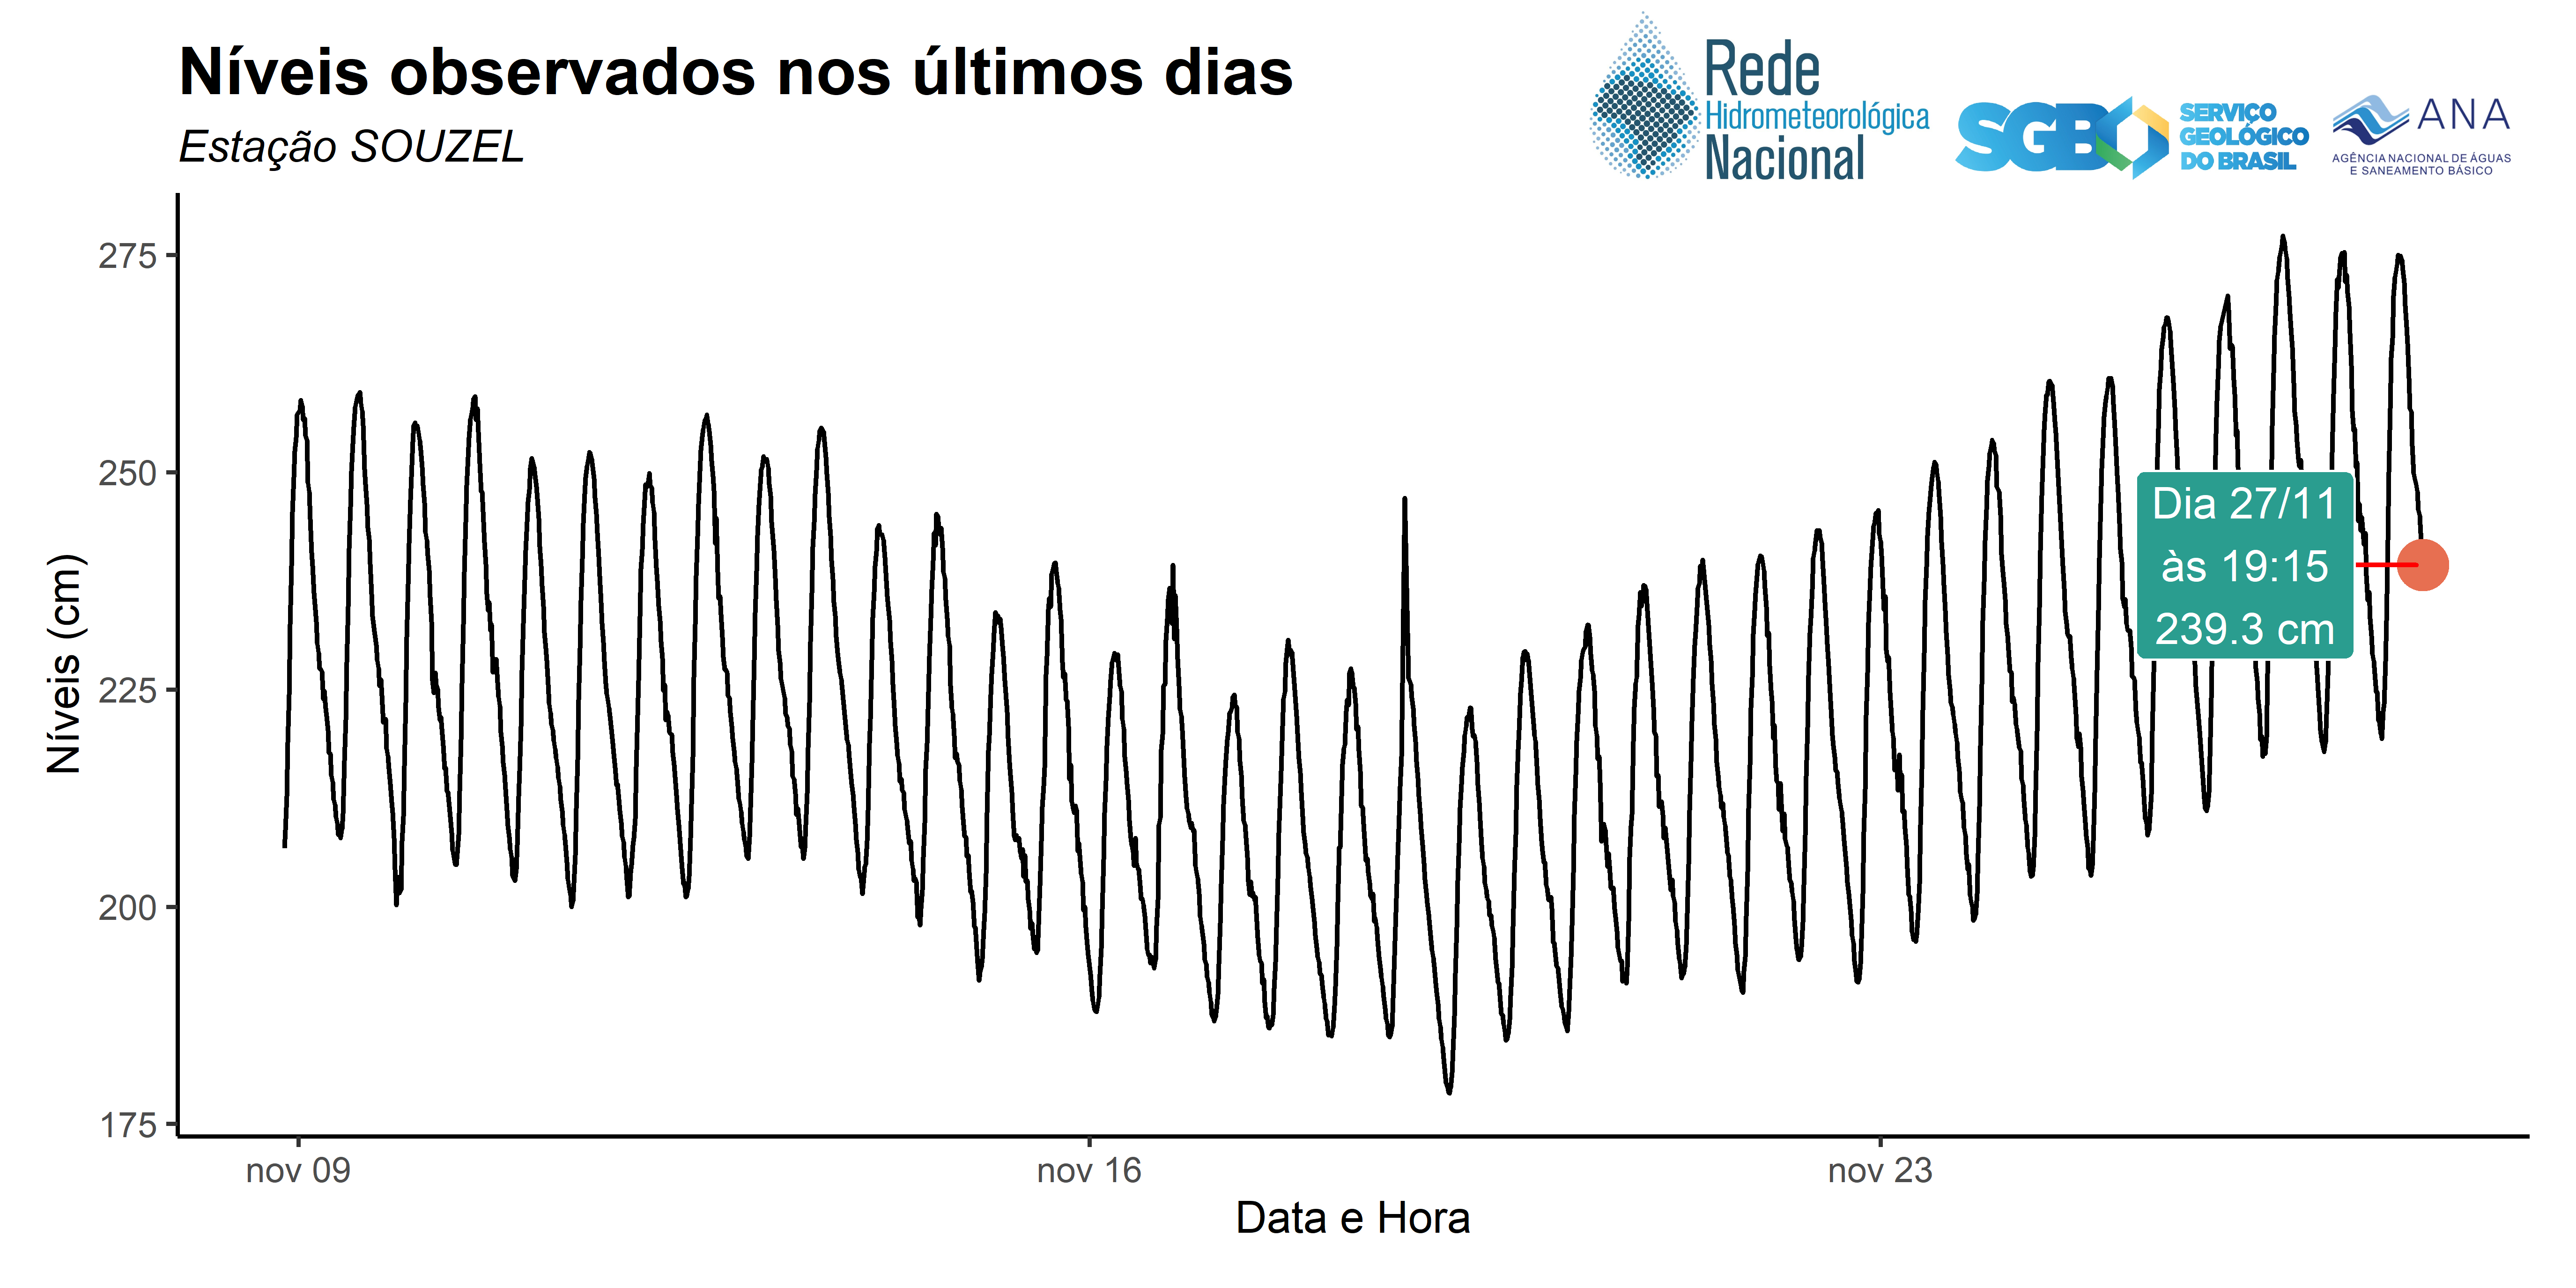 Níveis observados nos últimos dias
Estação SOUZEL
Rede
Hidrometeorológica
Nacional
SGB
SERVIÇO
GEOLÓGICO
DO BRASIL
ANA
AGÊNCIA NACIONAL DE ÁGUAS
E SANEAMENTO BÁSICO
Níveis (cm)
275
250
225
200
175
Dia 27/11
às 19:15
239.3 cm
nov 09
nov 16
nov 23
Data e Hora